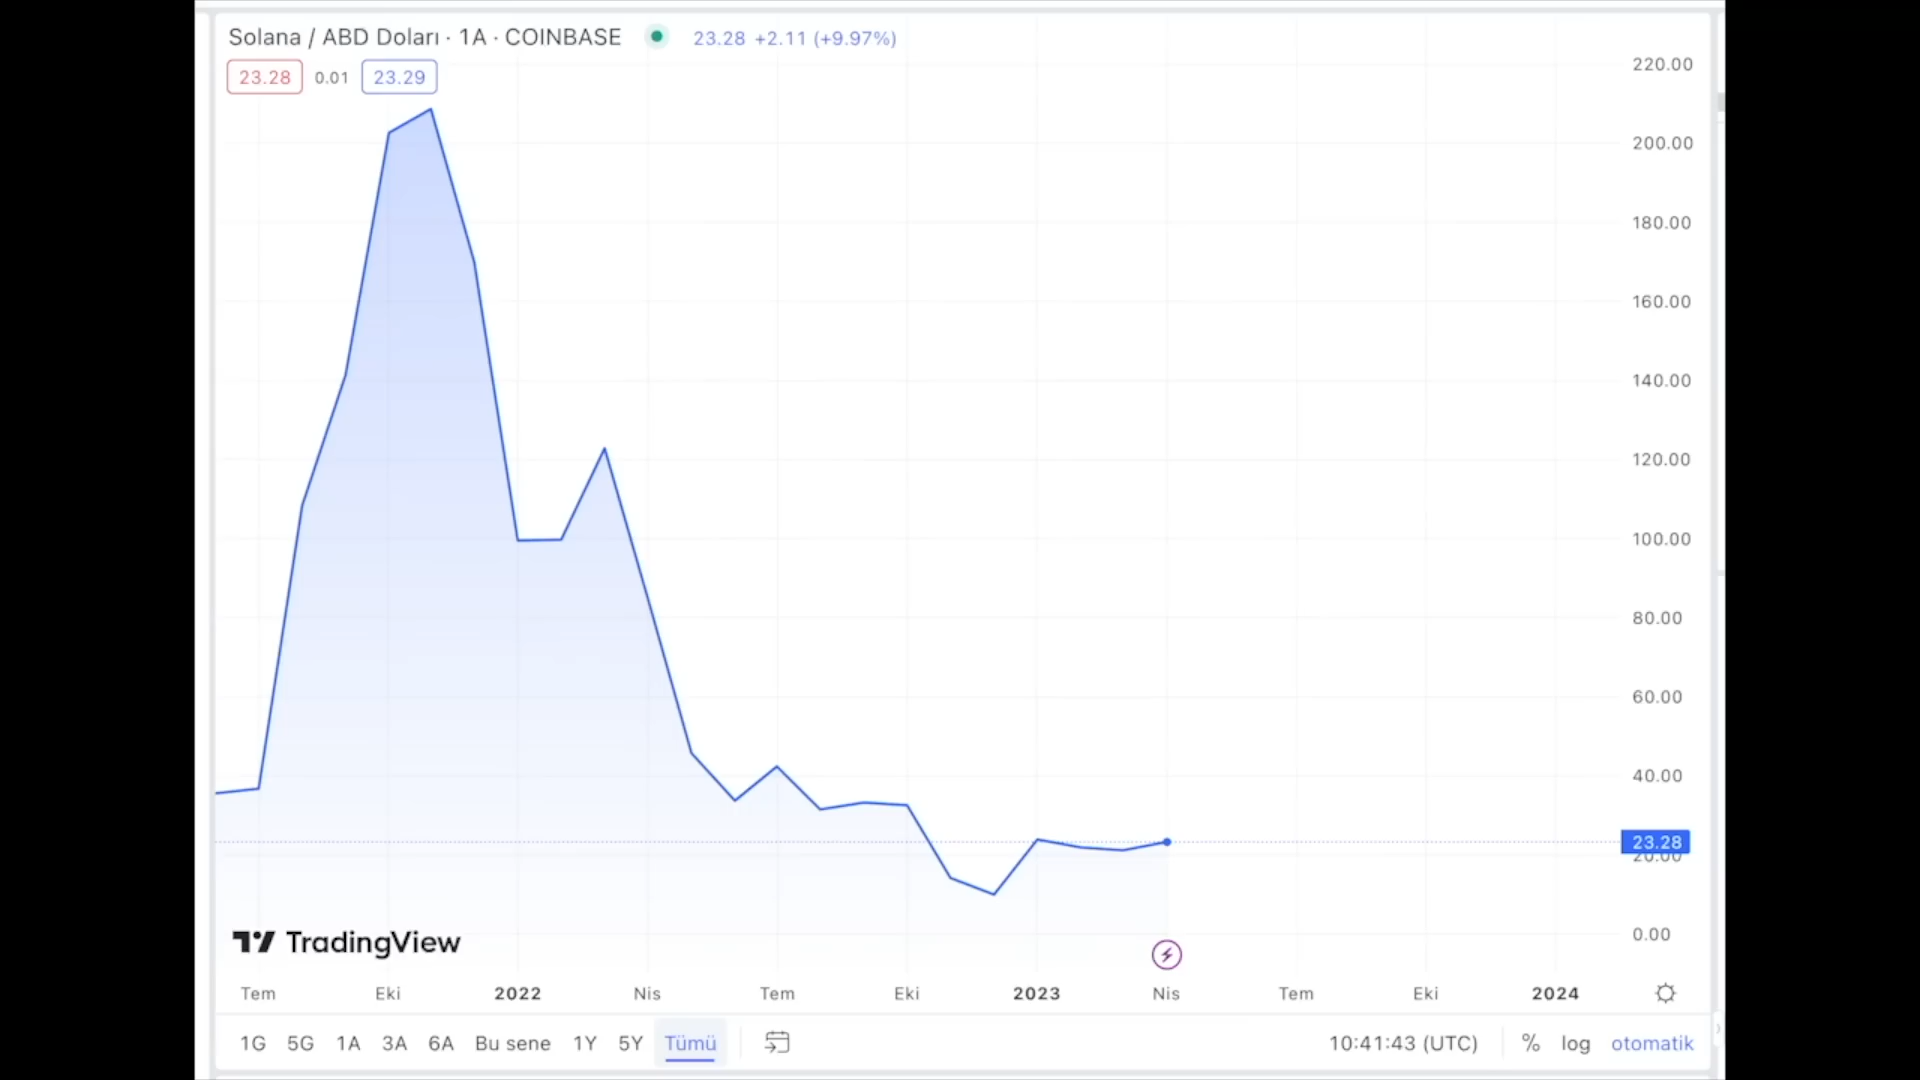 Solana / ABD Doları · 1A · COINBASE 23.28 +2.11 (+9.97%)
23.28 0.01 23.29
220.00
200.00
180.00
160.00
140.00
120.00
100.00
80.00
60.00
40.00
23.28
20.00
0.00
TradingView
Tem Eki 2022 Nis Tem Eki 2023 Nis Tem Eki 2024
1G 5G 1A 3A 6A Bu sene 1Y 5Y Tümü 10:41:43 (UTC) % log otomatik